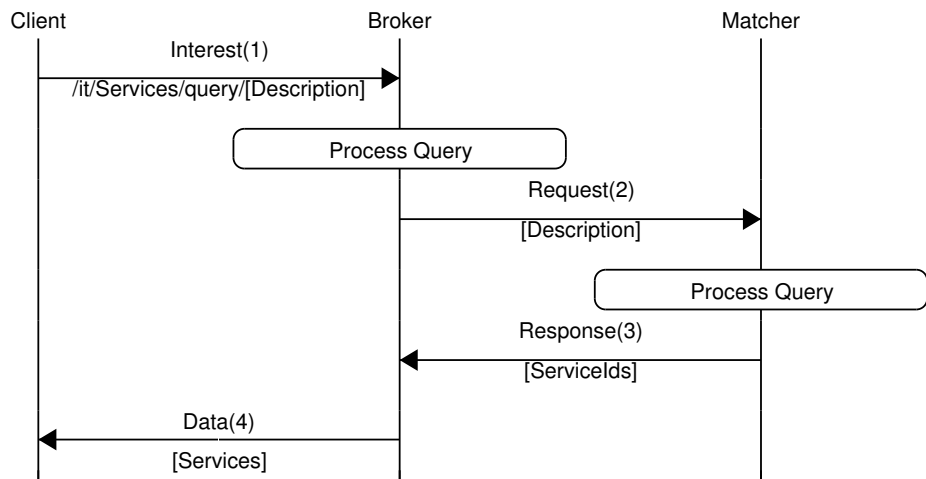 Client Broker Matcher
Interest(1)
/it/Services/query/[Description]
Process Query
Request(2)
[Description]
Process Query
Response(3)
[ServiceIds]
Data(4)
[Services]